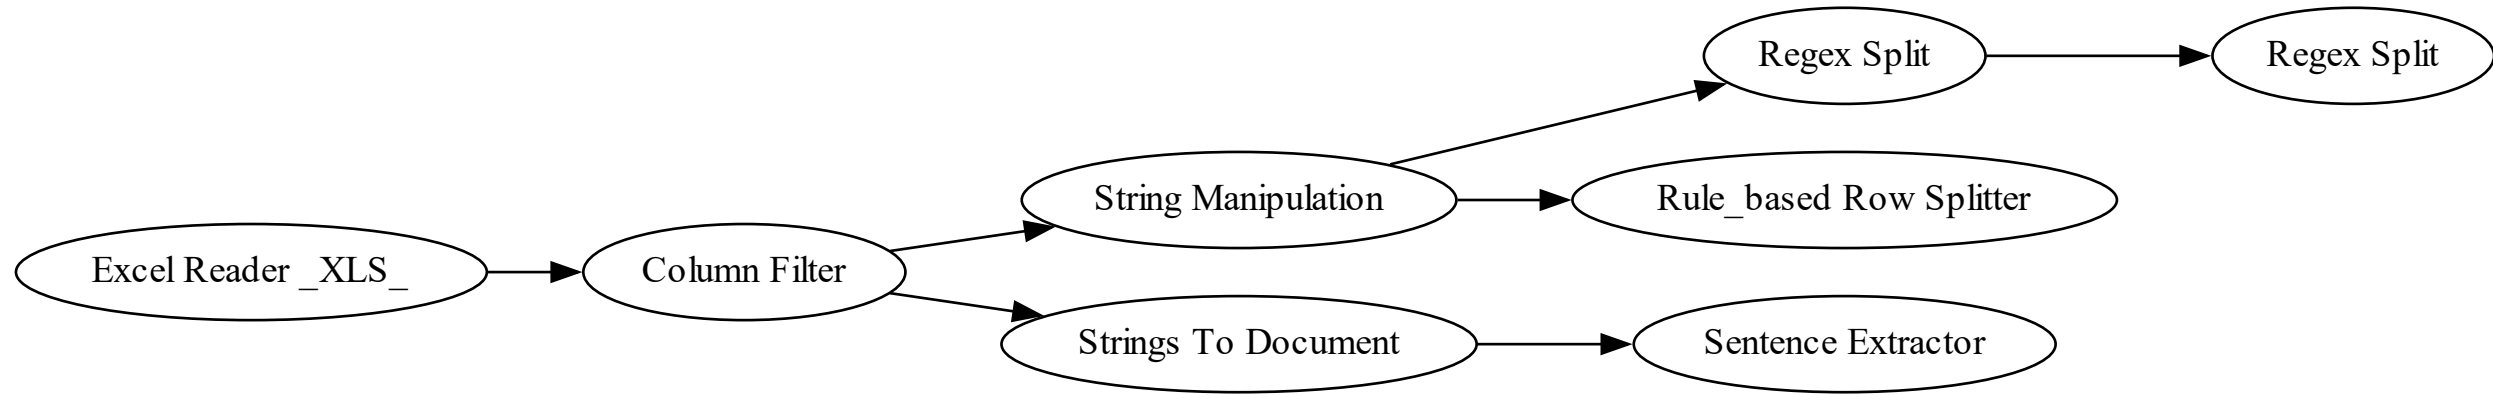 Excel Reader _XLS_
Column Filter
String Manipulation
Strings To Document
Regex Split
Rule_based Row Splitter
Sentence Extractor
Regex Split